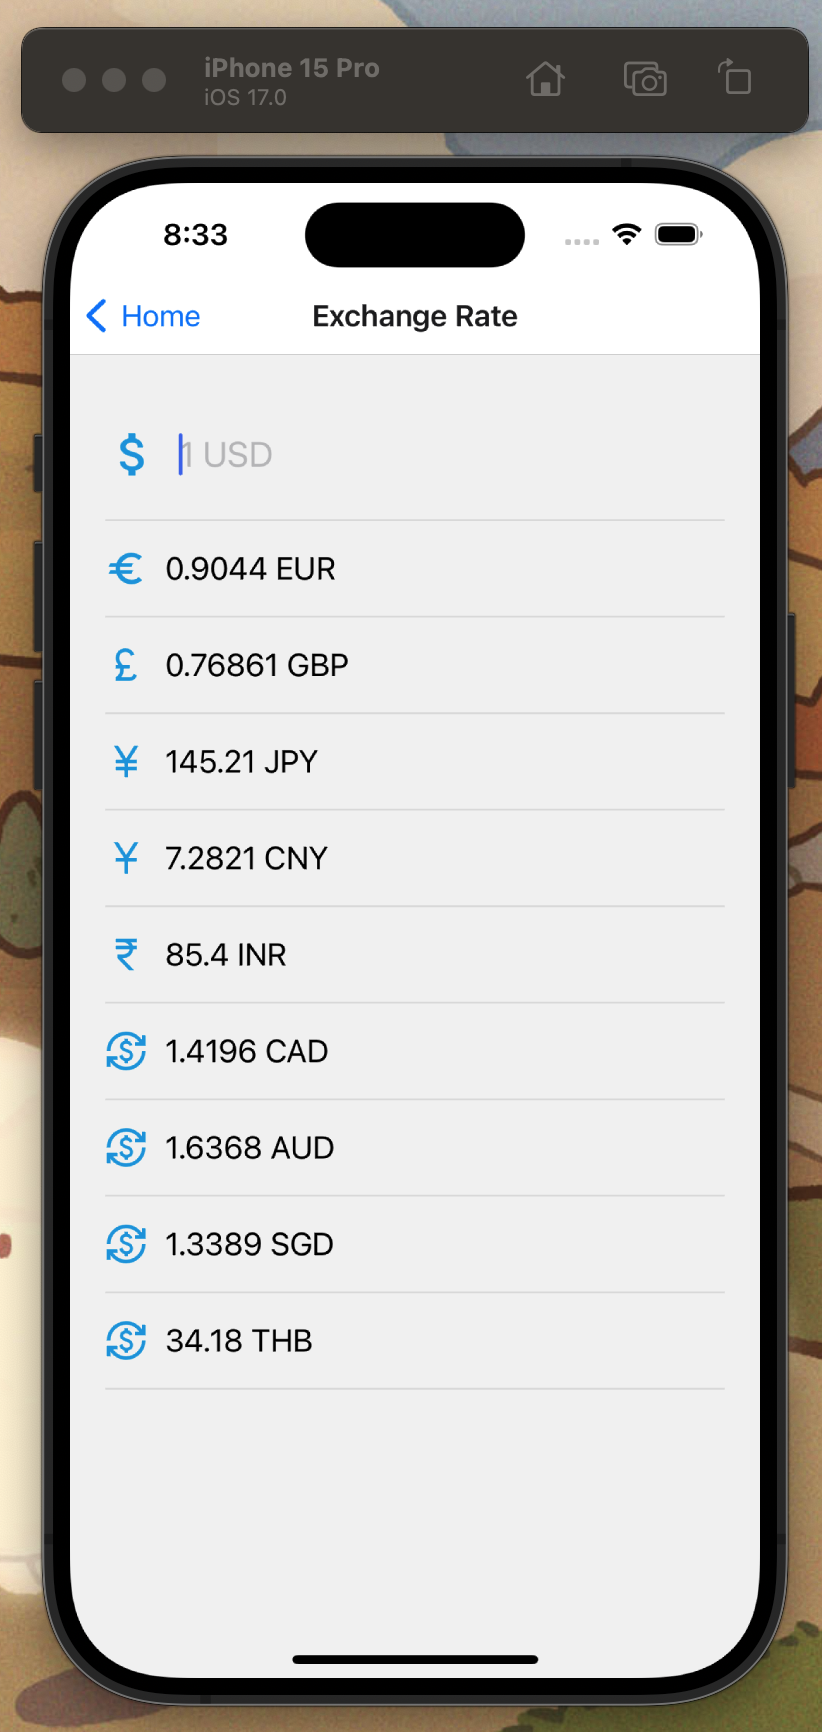 iPhone 15 Pro
iOS 17.0
8:33
Home
Exchange Rate
$ 1 USD
€ 0.9044 EUR
£ 0.76861 GBP
¥ 145.21 JPY
¥ 7.2821 CNY
₹ 85.4 INR
$ 1.4196 CAD
$ 1.6368 AUD
$ 1.3389 SGD
$ 34.18 THB